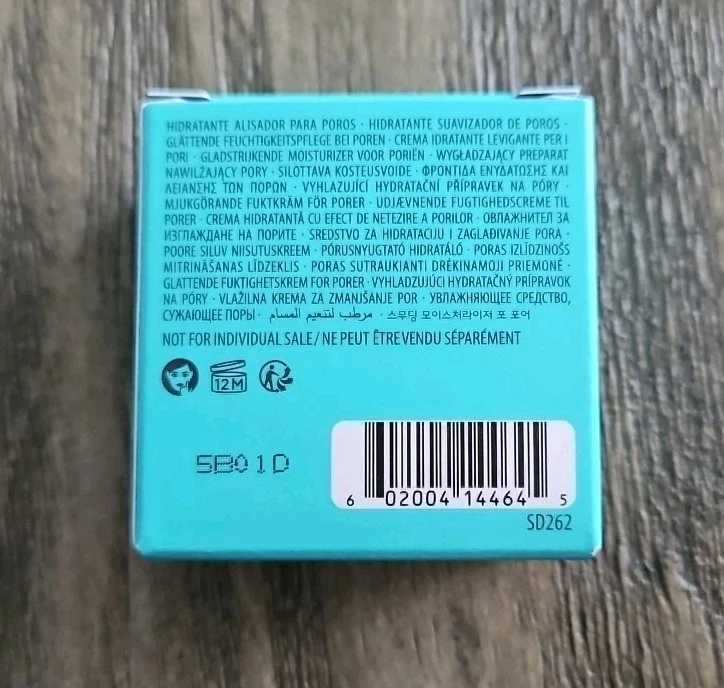 HIDRATANTE ALISADOR PARA POROS · HIDRATANTE SUAVIZADOR DE POROS ·
GLÄTTENDE FEUCHTIGKEITSPFLEGE BEI POREN · CREMA IDRATANTE LEVIGANTE PER I
PORI · GLADSTRIJKENDE MOISTURIZER VOOR PORIËN · WYGŁADZAJĄCY PREPARAT
NAWILŻAJĄCY PORY · SILOTTAVA KOSTEUSVOIDE · ΦΡΟΝΤΙΔΑ ΕΝΥΔΑΤΩΣΗΣ ΚΑΙ
ΛΕΙΑΝΣΗΣ ΤΩΝ ΠΟΡΩΝ · VYHLAZUJÍCÍ HYDRATAČNÍ PŘÍPRAVEK NA PÓRY ·
MJUKGÖRANDE FUKTKRÄM FÖR PORER · UDJÆVNENDE FUGTIGHEDSCREME TIL
PORER · CREMA HIDRATANTĂ CU EFECT DE NETEZIRE A PORILOR · ОВЛАЖНИТЕЛ ЗА
ИЗГЛАЖДАНЕ НА ПОРИТЕ · SREDSTVO ZA HIDRATACIJU I ZAGLAĐIVANJE PORA ·
POORE SILUV NIISUTUSKREEM · PÓRUSNYUGTATÓ HIDRATÁLÓ · PORAS IZLĪDZINOŠS
MITRINĀŠANAS LĪDZEKLIS · PORAS SUTRAUKIANTI DRĖKINAMOJI PRIEMONĖ ·
GLATTENDE FUKTIGHETSKREM FOR PORER · VYHLADZUJÚCI HYDRATAČNÝ PRÍPRAVOK
NA PÓRY · VLAŽILNA KREMA ZA ZMANJŠANJE POR · УВЛАЖНЯЮЩЕЕ СРЕДСТВО,
СУЖАЮЩЕЕ ПОРЫ · مرطب لتنعيم المسام · 스무딩 모이스처라이저 포 포어
NOT FOR INDIVIDUAL SALE / NE PEUT ÊTRE VENDU SÉPARÉMENT
12M
5B01D
6 02004 14464 5
SD262